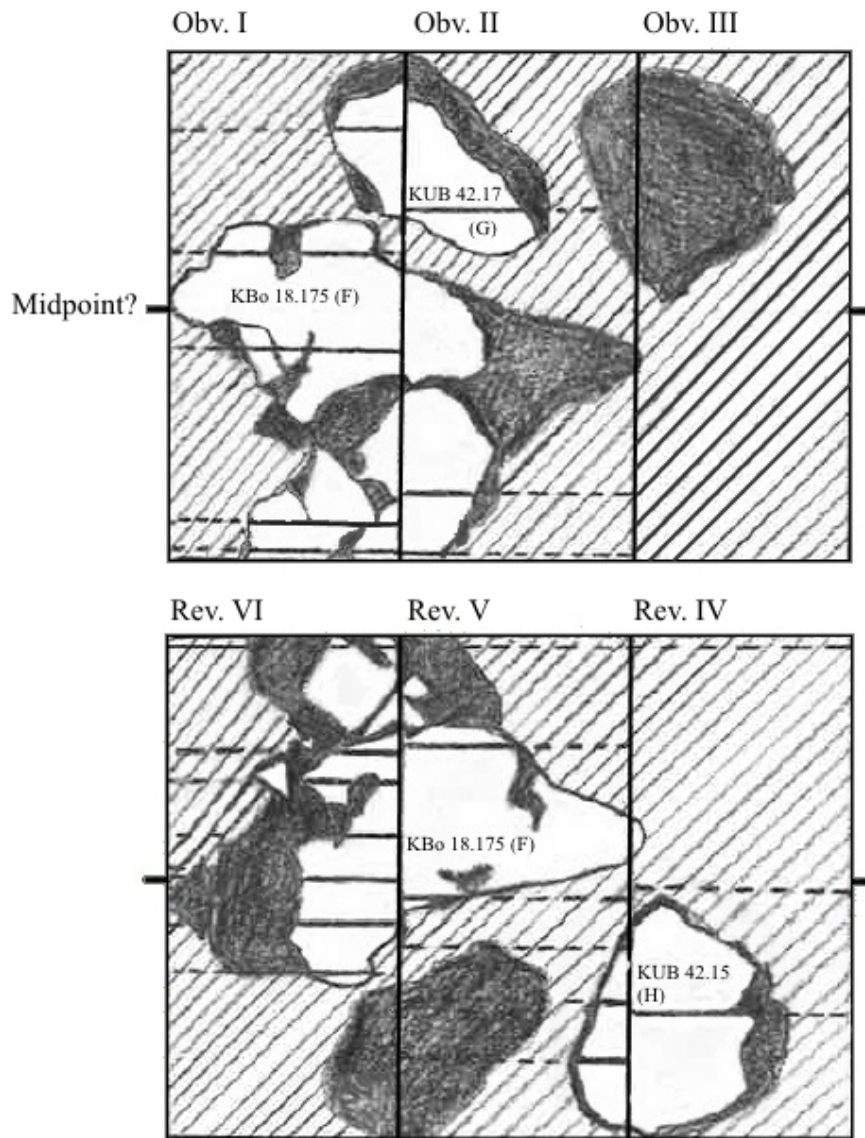 Obv. I Obv. II Obv. III
KUB 42.17
(G)
KBo 18.175 (F)
Midpoint?
Rev. VI Rev. V Rev. IV
KBo 18.175 (F)
KUB 42.15
(H)